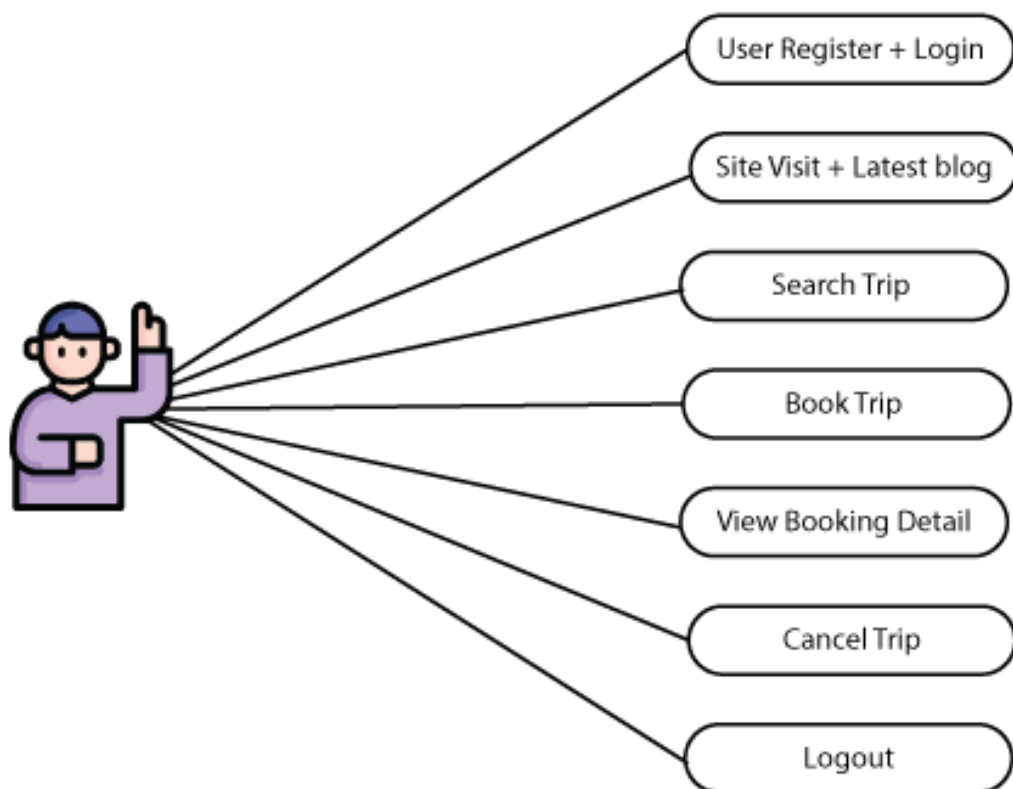 User Register + Login
Site Visit + Latest blog
Search Trip
Book Trip
View Booking Detail
Cancel Trip
Logout